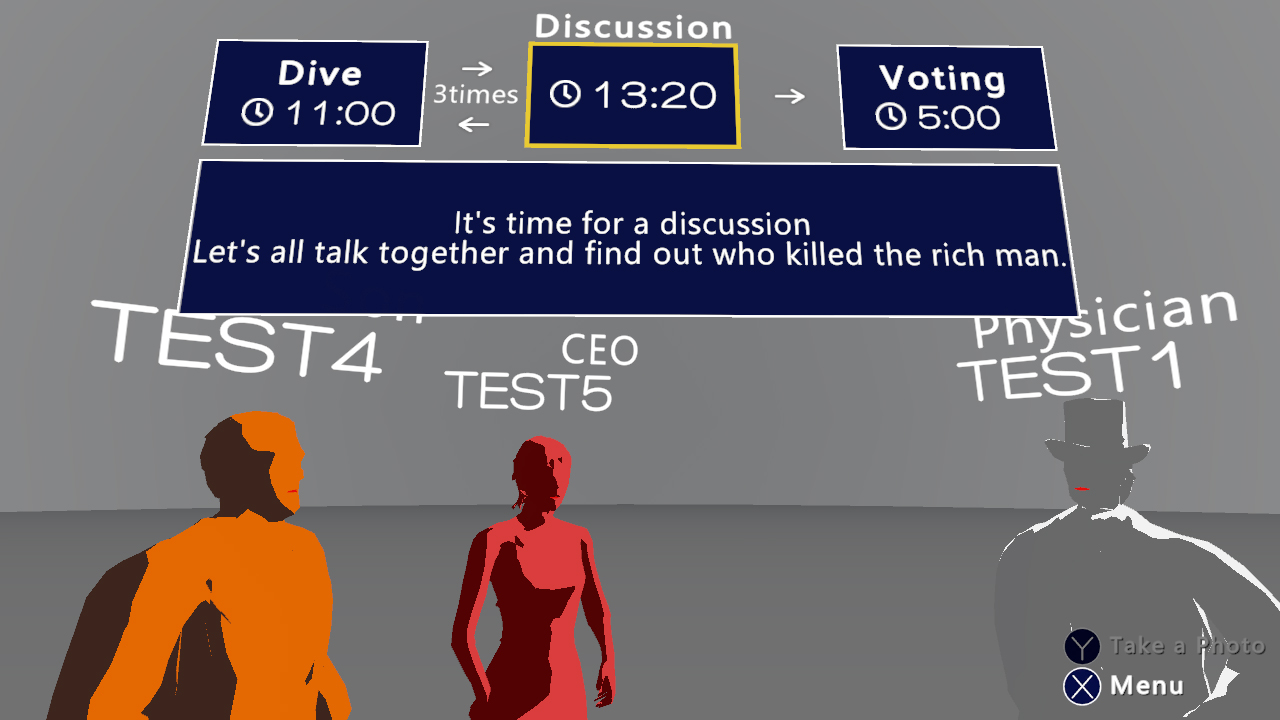 Discussion
Dive
11:00
3times
13:20
Voting
5:00
It's time for a discussion
Let's all talk together and find out who killed the rich man.
TEST4
CEO
TEST5
Physician
TEST1
Take a Photo
Menu
Y
X